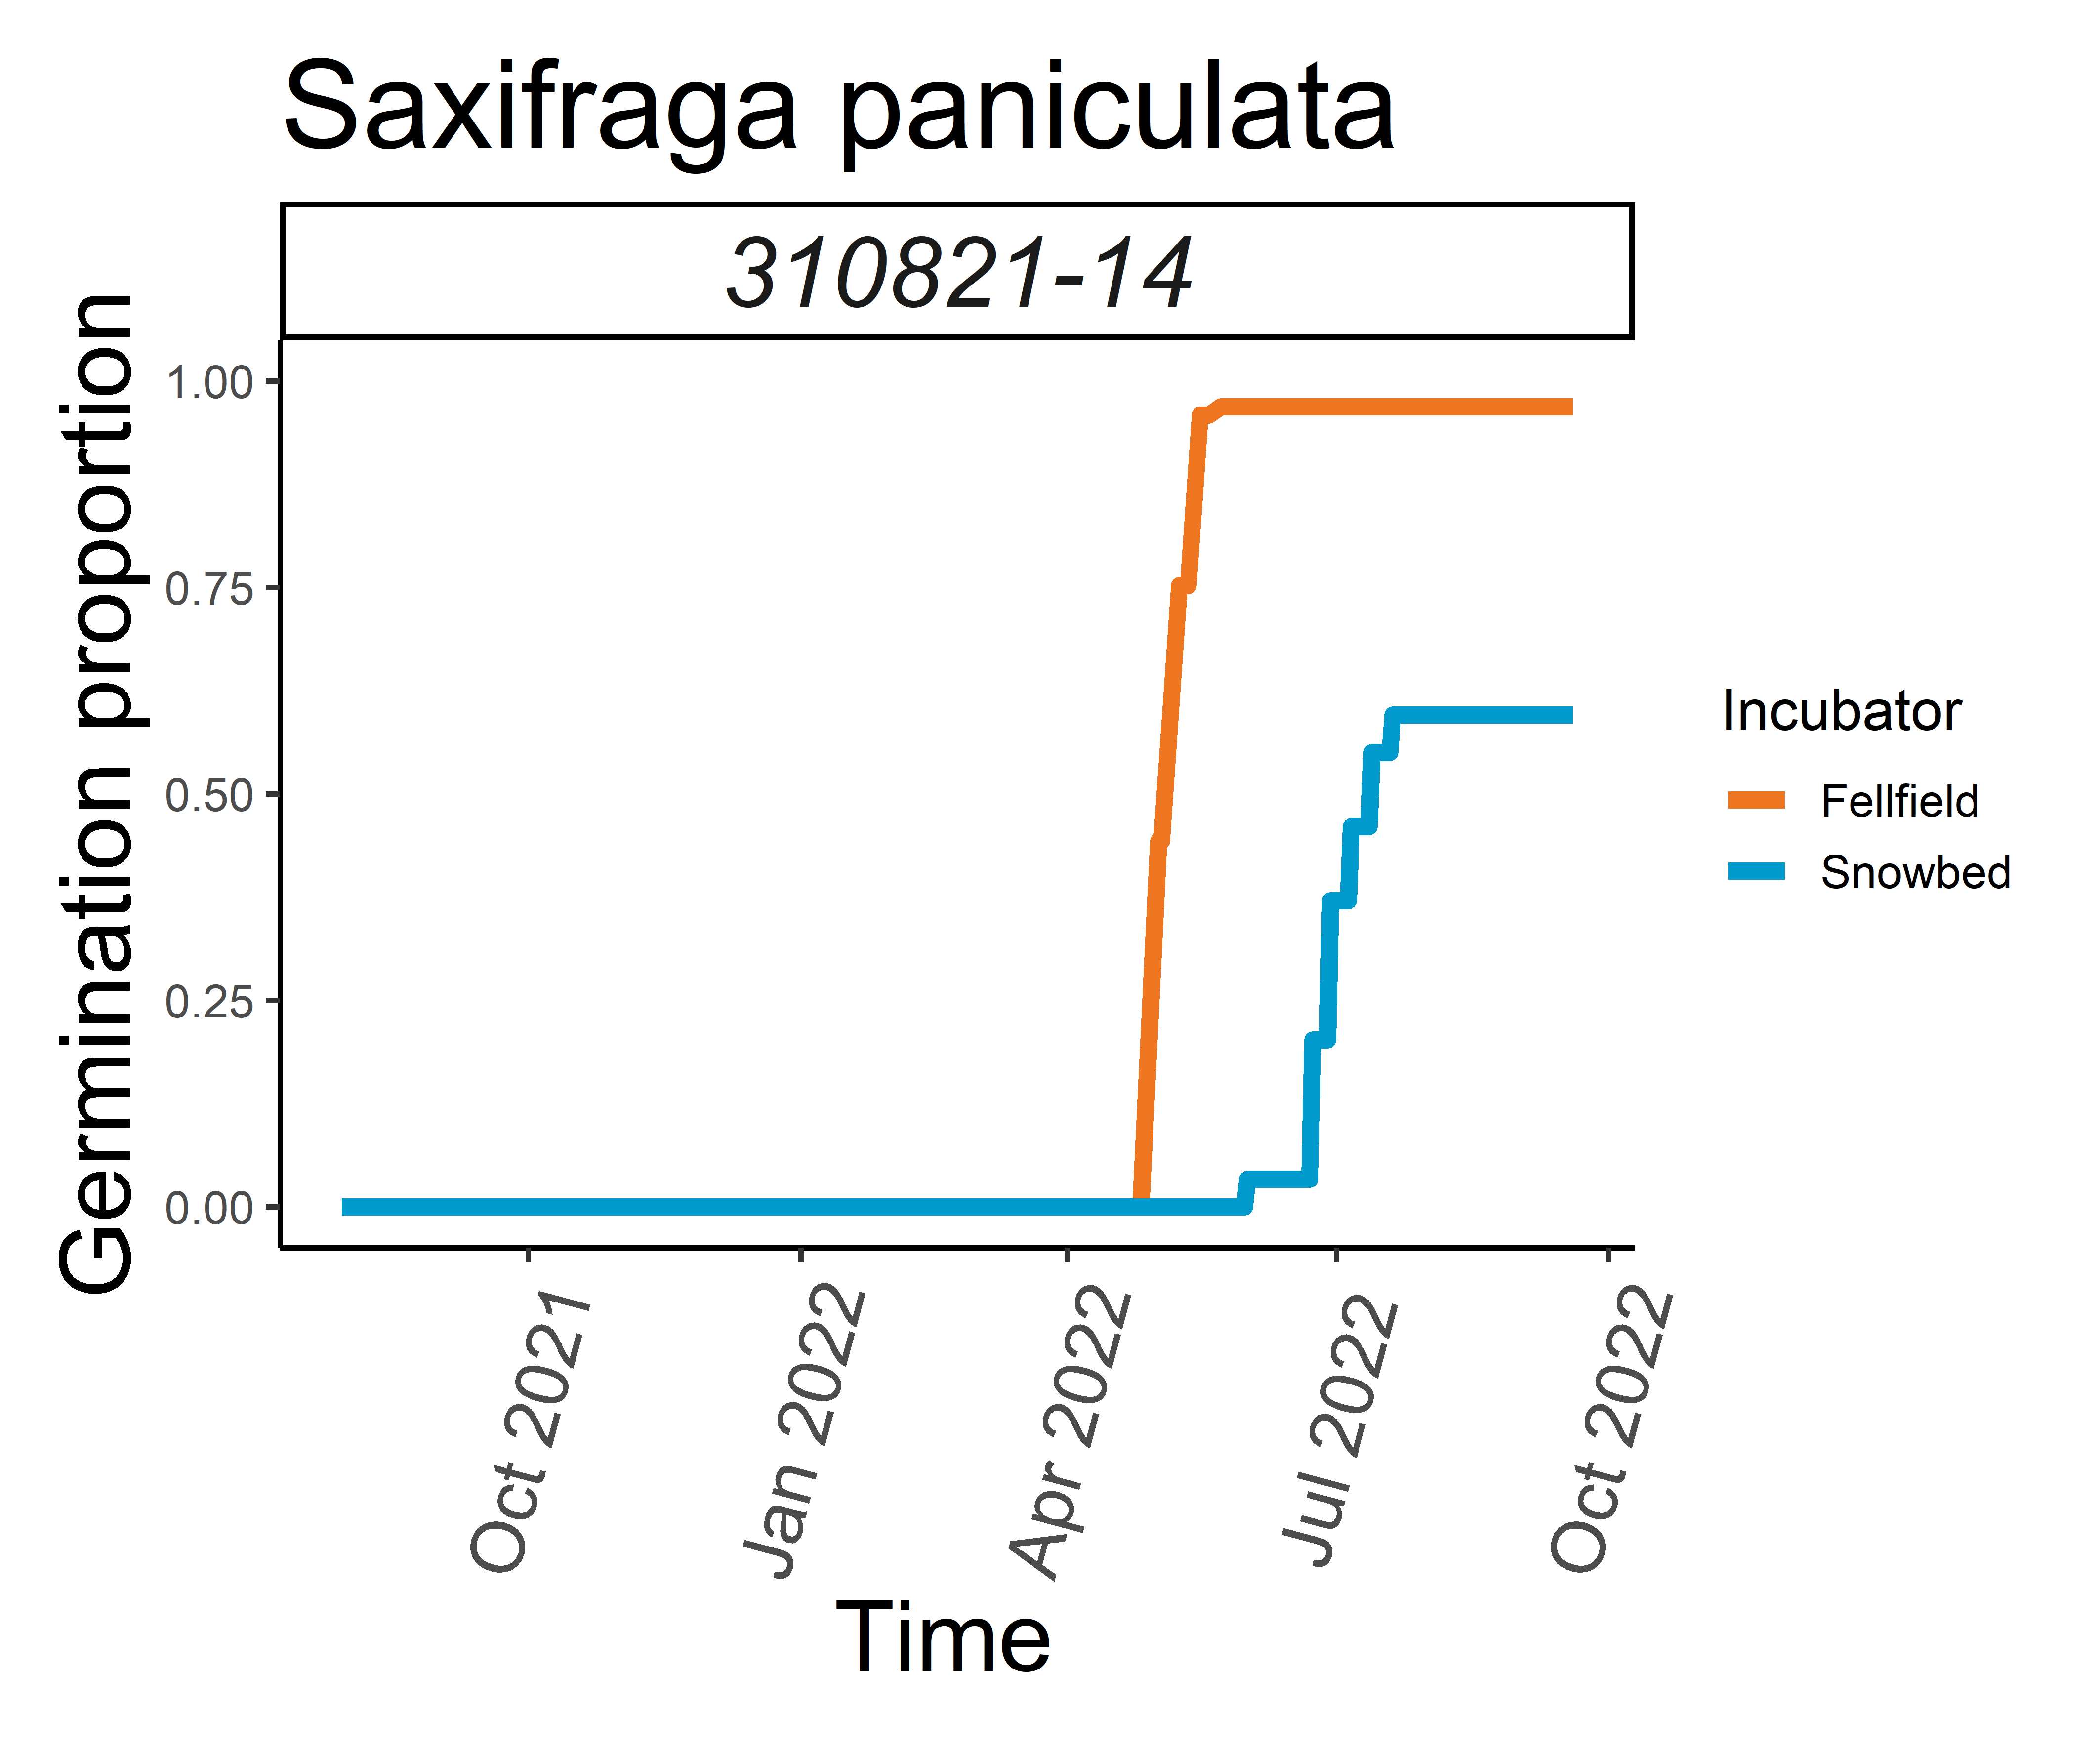 Saxifraga paniculata
310821-14
Germination proportion
1.00
0.75
0.50
0.25
0.00
Oct 2021
Jan 2022
Apr 2022
Jul 2022
Oct 2022
Time
Incubator
Fellfield
Snowbed